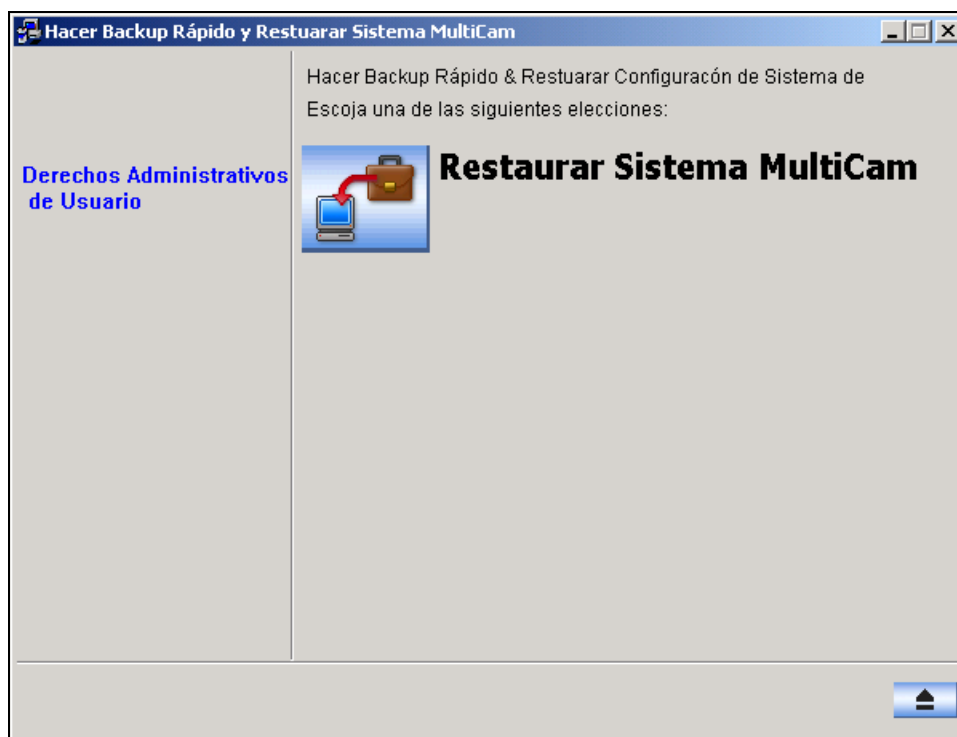 Hacer Backup Rápido y Restuarar Sistema MultiCam
Hacer Backup Rápido & Restuarar Configuracón de Sistema de
Escoja una de las siguientes elecciones:
Derechos Administrativos
de Usuario
Restaurar Sistema MultiCam